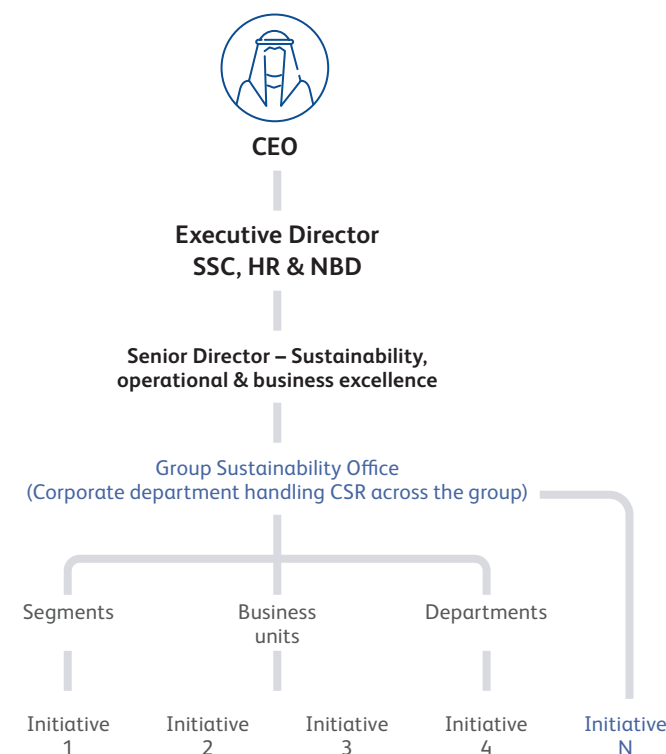 CEO
Executive Director
SSC, HR & NBD
Senior Director – Sustainability,
operational & business excellence
Group Sustainability Office
(Corporate department handling CSR across the group)
Segments
Business
units
Departments
Initiative
1
Initiative
2
Initiative
3
Initiative
4
Initiative
N